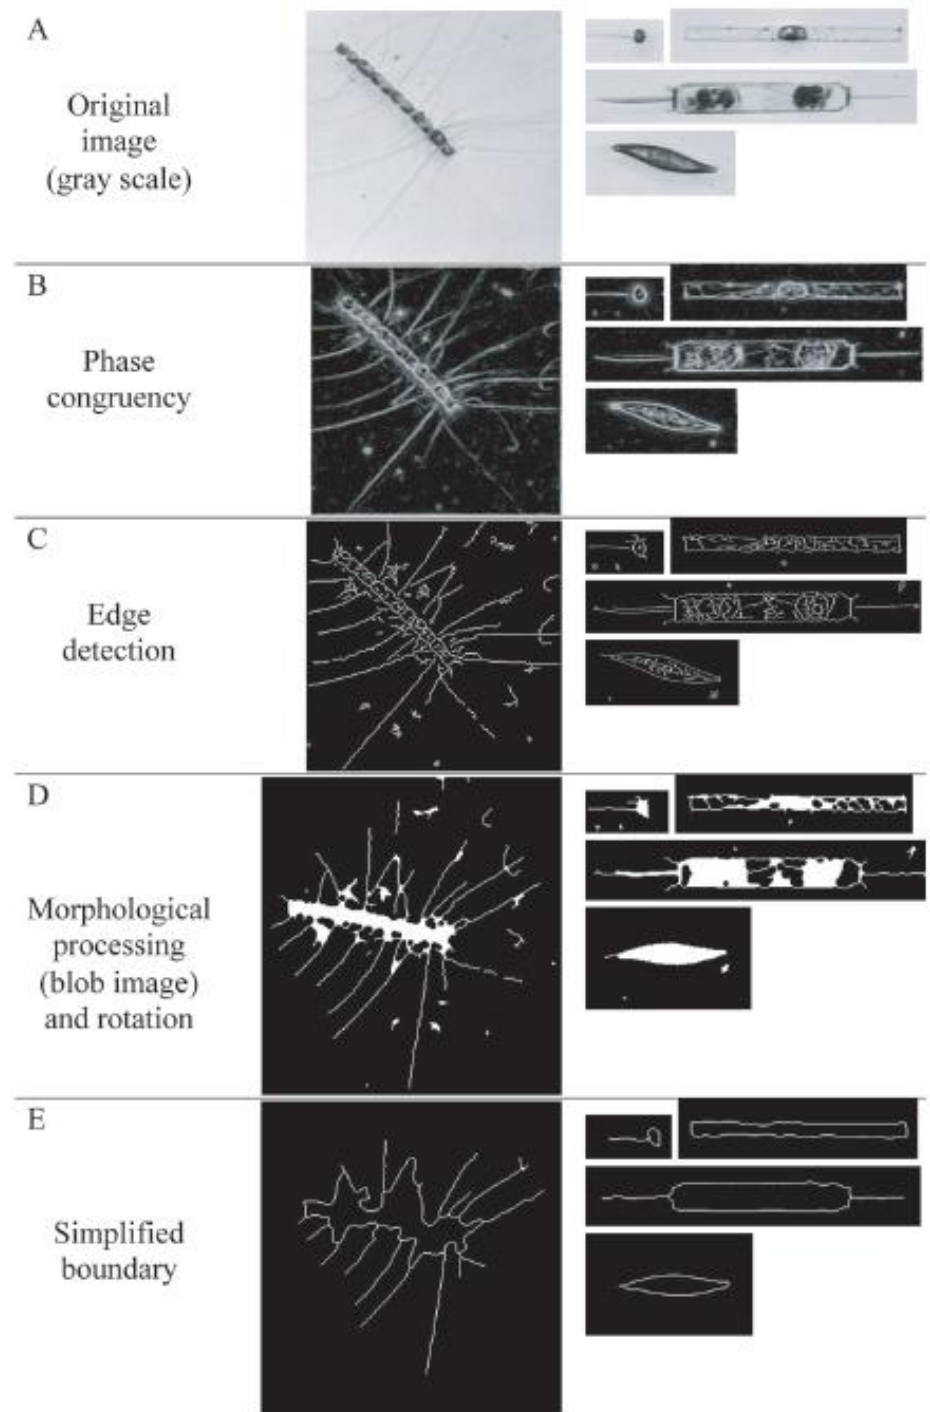 A
Original
image
(gray scale)
B
Phase
congruency
C
Edge
detection
D
Morphological
processing
(blob image)
and rotation
E
Simplified
boundary